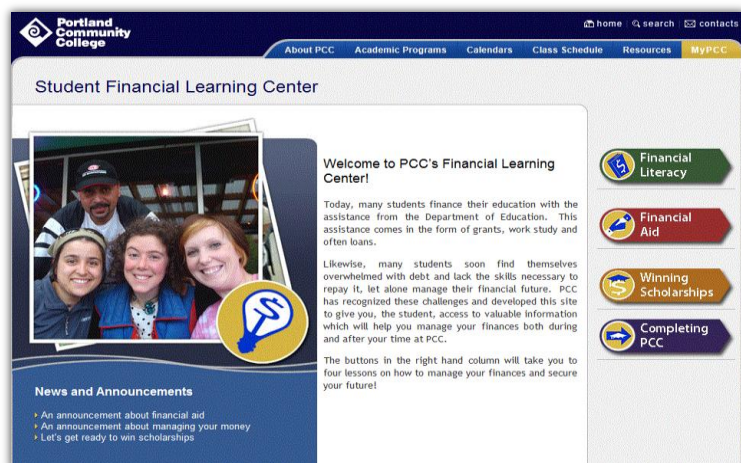 Portland
Community
College
home
search
contacts
About PCC
Academic Programs
Calendars
Class Schedule
Resources
MyPCC
Student Financial Learning Center
Welcome to PCC's Financial Learning
Center!
Today, many students finance their education with the
assistance from the Department of Education. This
assistance comes in the form of grants, work study and
often loans.
Likewise, many students soon find themselves
overwhelmed with debt and lack the skills necessary to
repay it, let alone manage their financial future. PCC
has recognized these challenges and developed this site
to give you, the student, access to valuable information
which will help you manage your finances both during
and after your time at PCC.
The buttons in the right hand column will take you to
four lessons on how to manage your finances and secure
your future!
Financial
Literacy
Financial
Aid
Winning
Scholarships
Completing
PCC
News and Announcements
An announcement about financial aid
An announcement about managing your money
Let's get ready to win scholarships